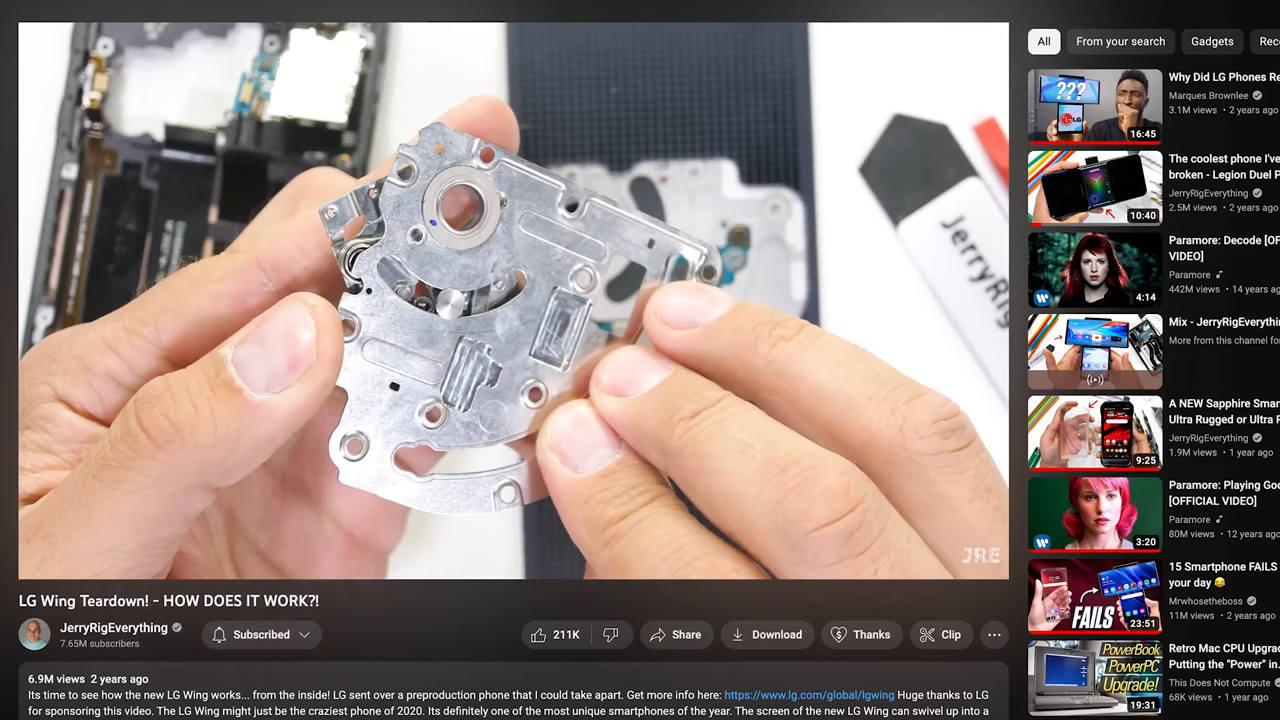 JerryRig
JRE
LG Wing Teardown! - HOW DOES IT WORK?!
JerryRigEverything
7.65M subscribers
Subscribed
211K
Share
Download
Thanks
Clip
6.9M views 2 years ago
Its time to see how the new LG Wing works... from the inside! LG sent over a pre-production phone that I could take apart. Get more info here: https://www.lg.com/global/lgwing Huge thanks to LG
for sponsoring this video. The LG Wing might just be the craziest phone of 2020. Its definitely one of the most unique smartphones of the year. The screen of the new LG Wing can swivel up into a
All
From your search
Gadgets
Rec
???
LG
16:45
Why Did LG Phones Re
Marques Brownlee
3.1M views • 2 years ago
10:40
The coolest phone I've
broken - Legion Duel P
JerryRigEverything
2.5M views • 2 years ago
4:14
Paramore: Decode [OF
VIDEO]
Paramore
442M views • 14 years ag
Mix - JerryRigEverythin
More from this channel for
9:25
A NEW Sapphire Smar
Ultra Rugged or Ultra F
JerryRigEverything
1.9M views • 1 year ago
3:20
Paramore: Playing Go
[OFFICIAL VIDEO]
Paramore
80M views • 12 years ago
FAILS
23:51
15 Smartphone FAILS
your day 😂
Mrwhosetheboss
11M views • 2 years ago
PowerBook
PowerPC
Upgrade!
19:31
Retro Mac CPU Upgrad
Putting the "Power" in
This Does Not Compute
68K views • 1 year ago